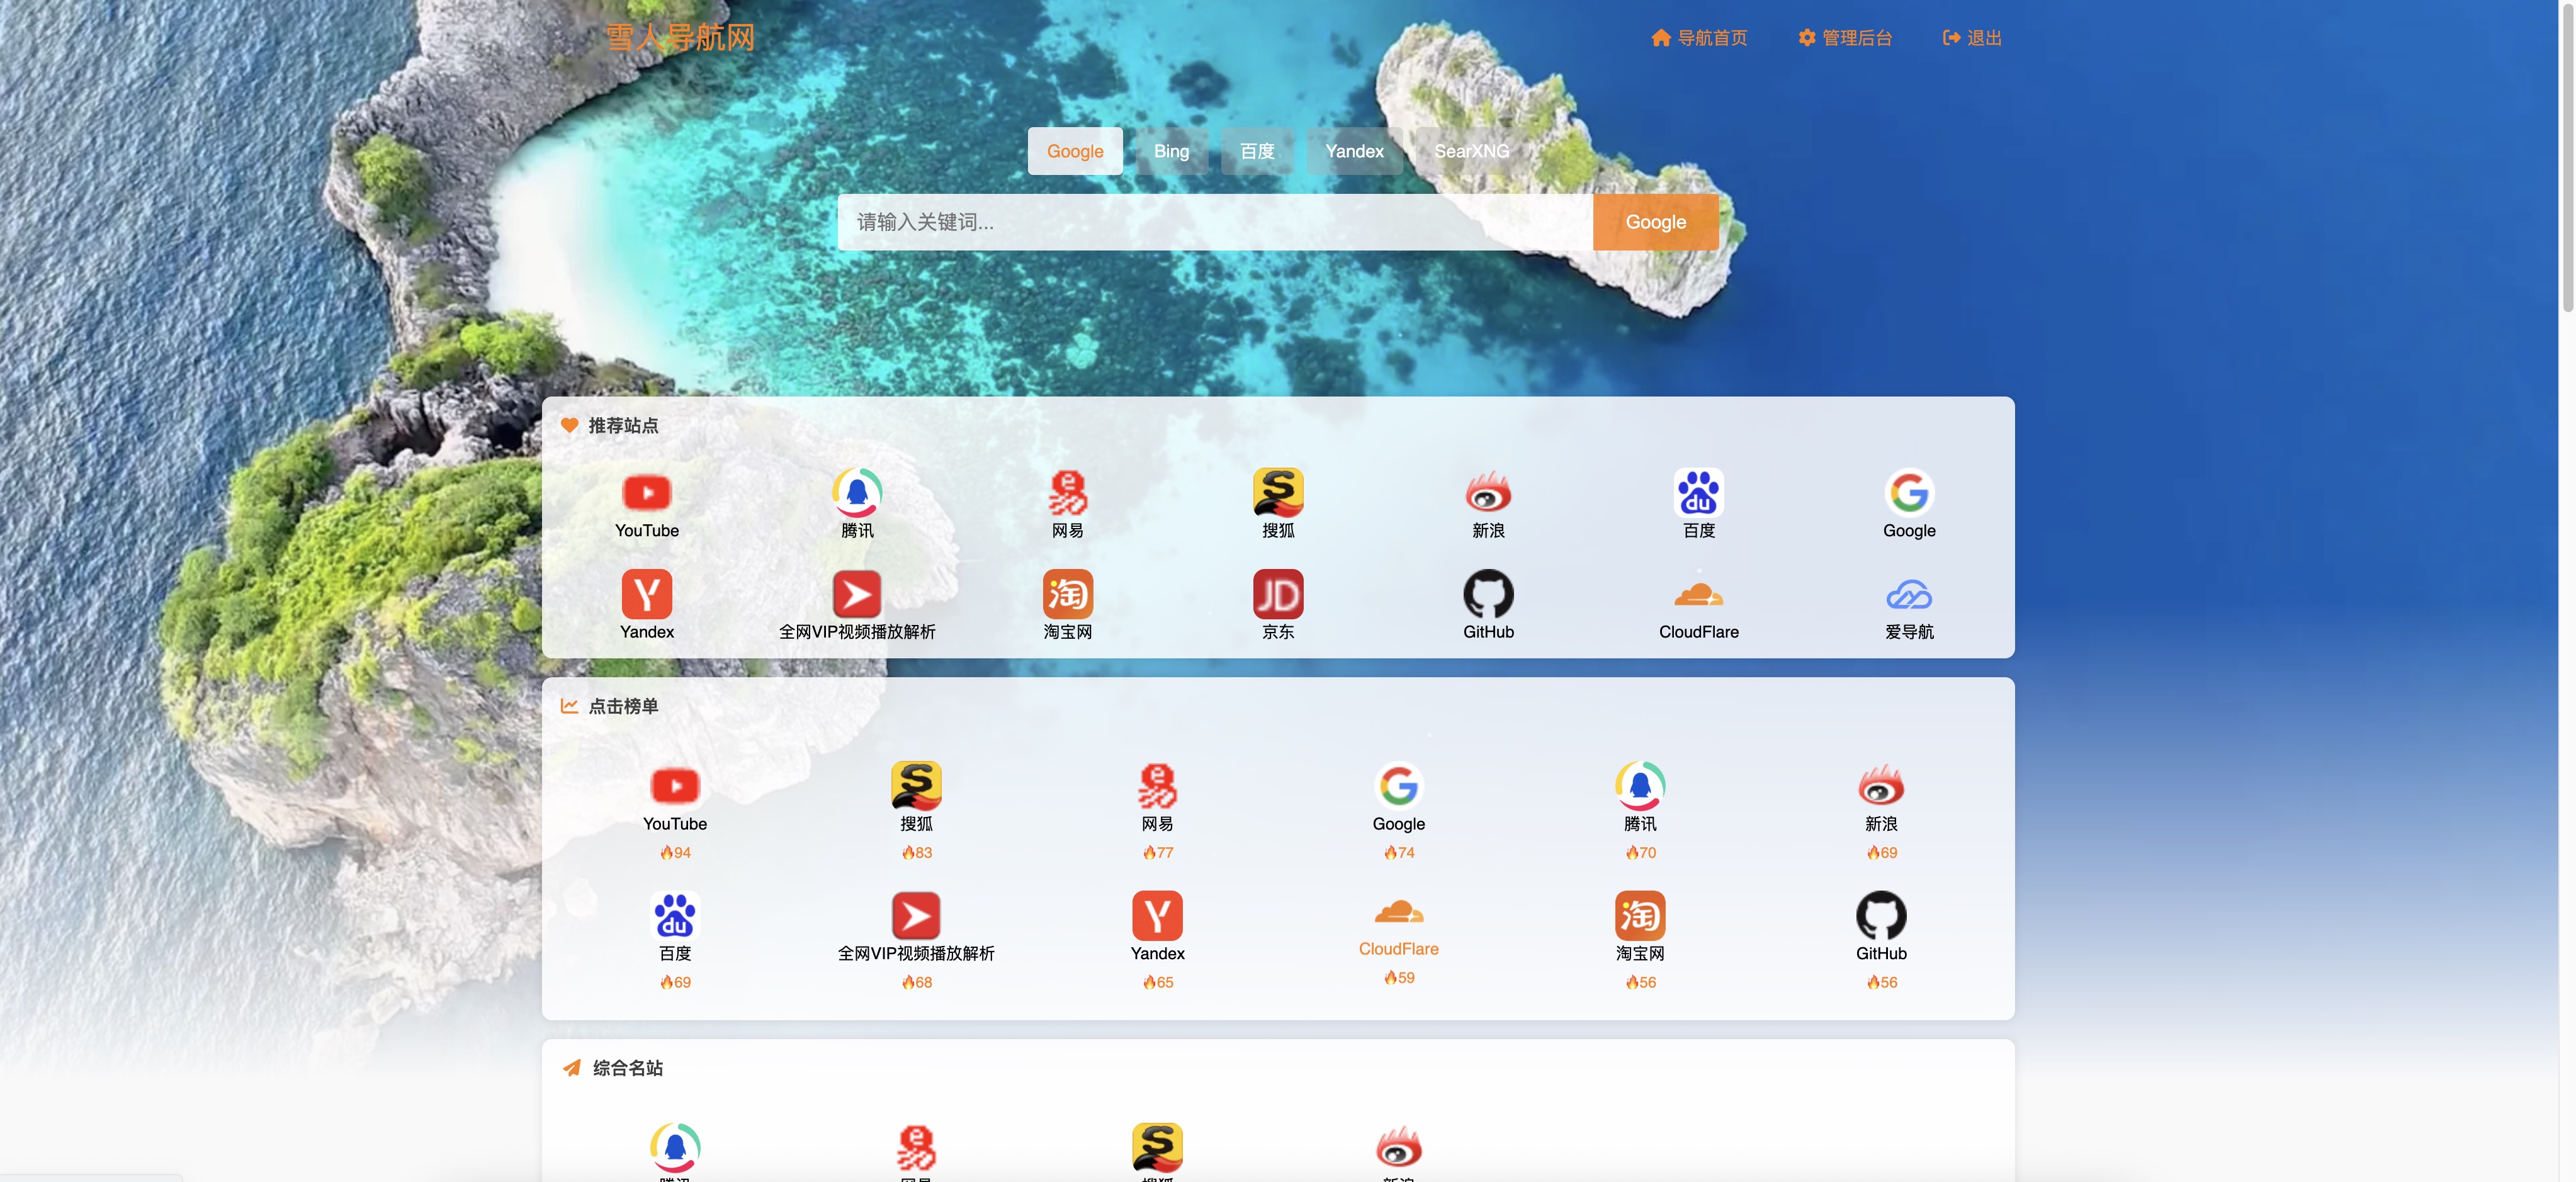 雪人导航网
导航首页 管理后台 退出
Google Bing 百度 Yandex SearXNG
请输入关键词... Google
推荐站点
YouTube 腾讯 网易 搜狐 新浪 百度 Google
Yandex 全网VIP视频播放解析 淘宝网 京东 GitHub CloudFlare 爱导航
点击榜单
YouTube 搜狐 网易 Google 腾讯 新浪
🔥94 🔥83 🔥77 🔥74 🔥70 🔥69
百度 全网VIP视频播放解析 Yandex CloudFlare 淘宝网 GitHub
🔥69 🔥68 🔥65 🔥59 🔥56 🔥56
综合名站